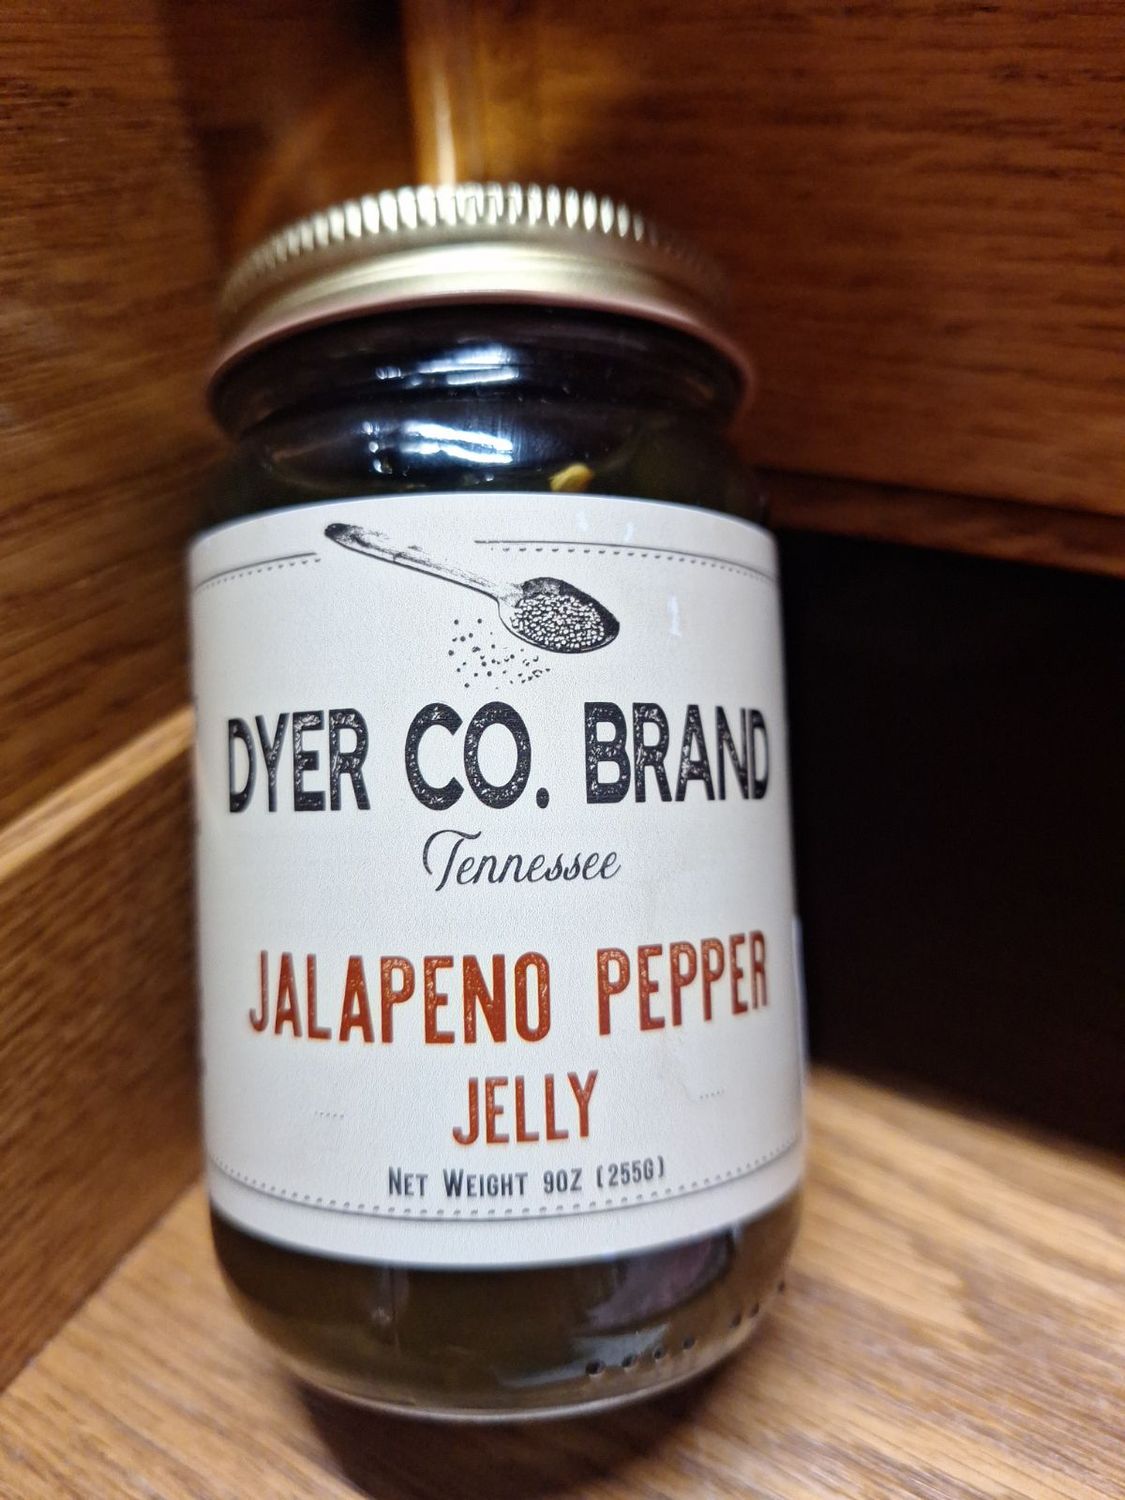 DYER CO. BRAND
Tennessee
JALAPENO PEPPER
JELLY
NET WEIGHT 9OZ (255G)